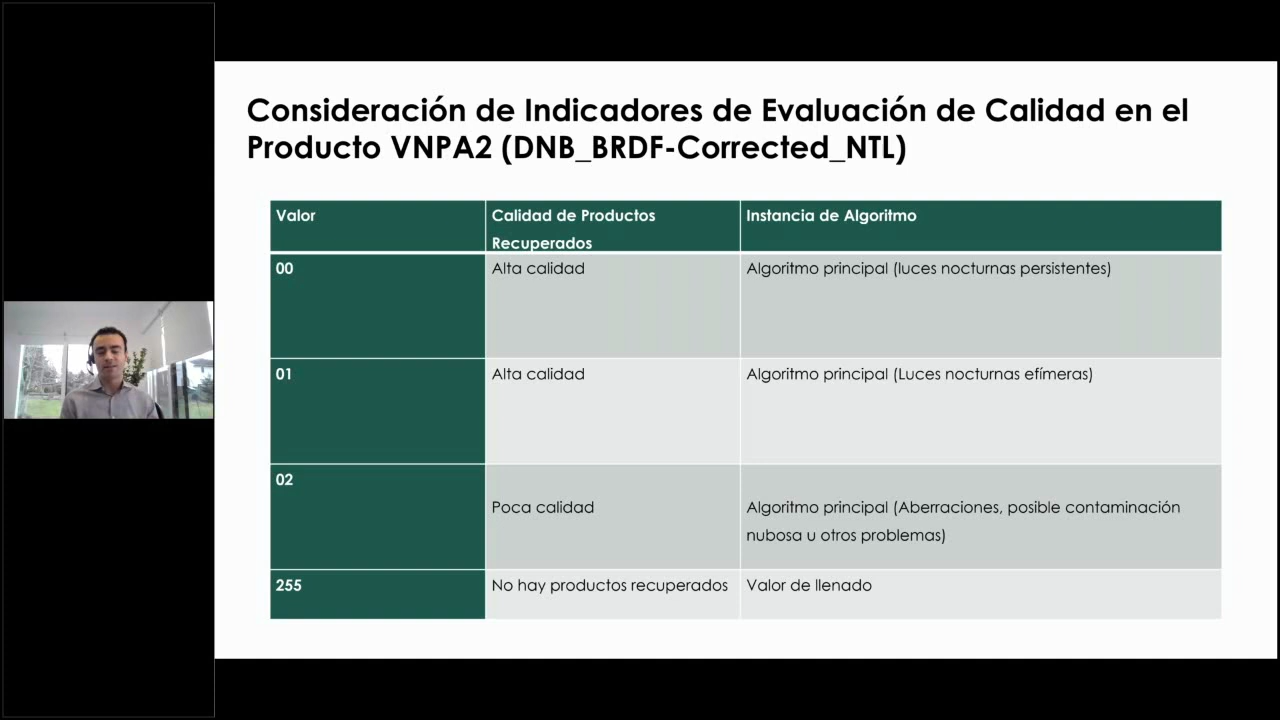 Consideración de Indicadores de Evaluación de Calidad en el
Producto VNPA2 (DNB_BRDF-Corrected_NTL)
Valor
Calidad de Productos
Recuperados
Instancia de Algoritmo
00
Alta calidad
Algoritmo principal (luces nocturnas persistentes)
01
Alta calidad
Algoritmo principal (Luces nocturnas efímeras)
02
Poca calidad
Algoritmo principal (Aberraciones, posible contaminación
nubosa u otros problemas)
255
No hay productos recuperados
Valor de llenado